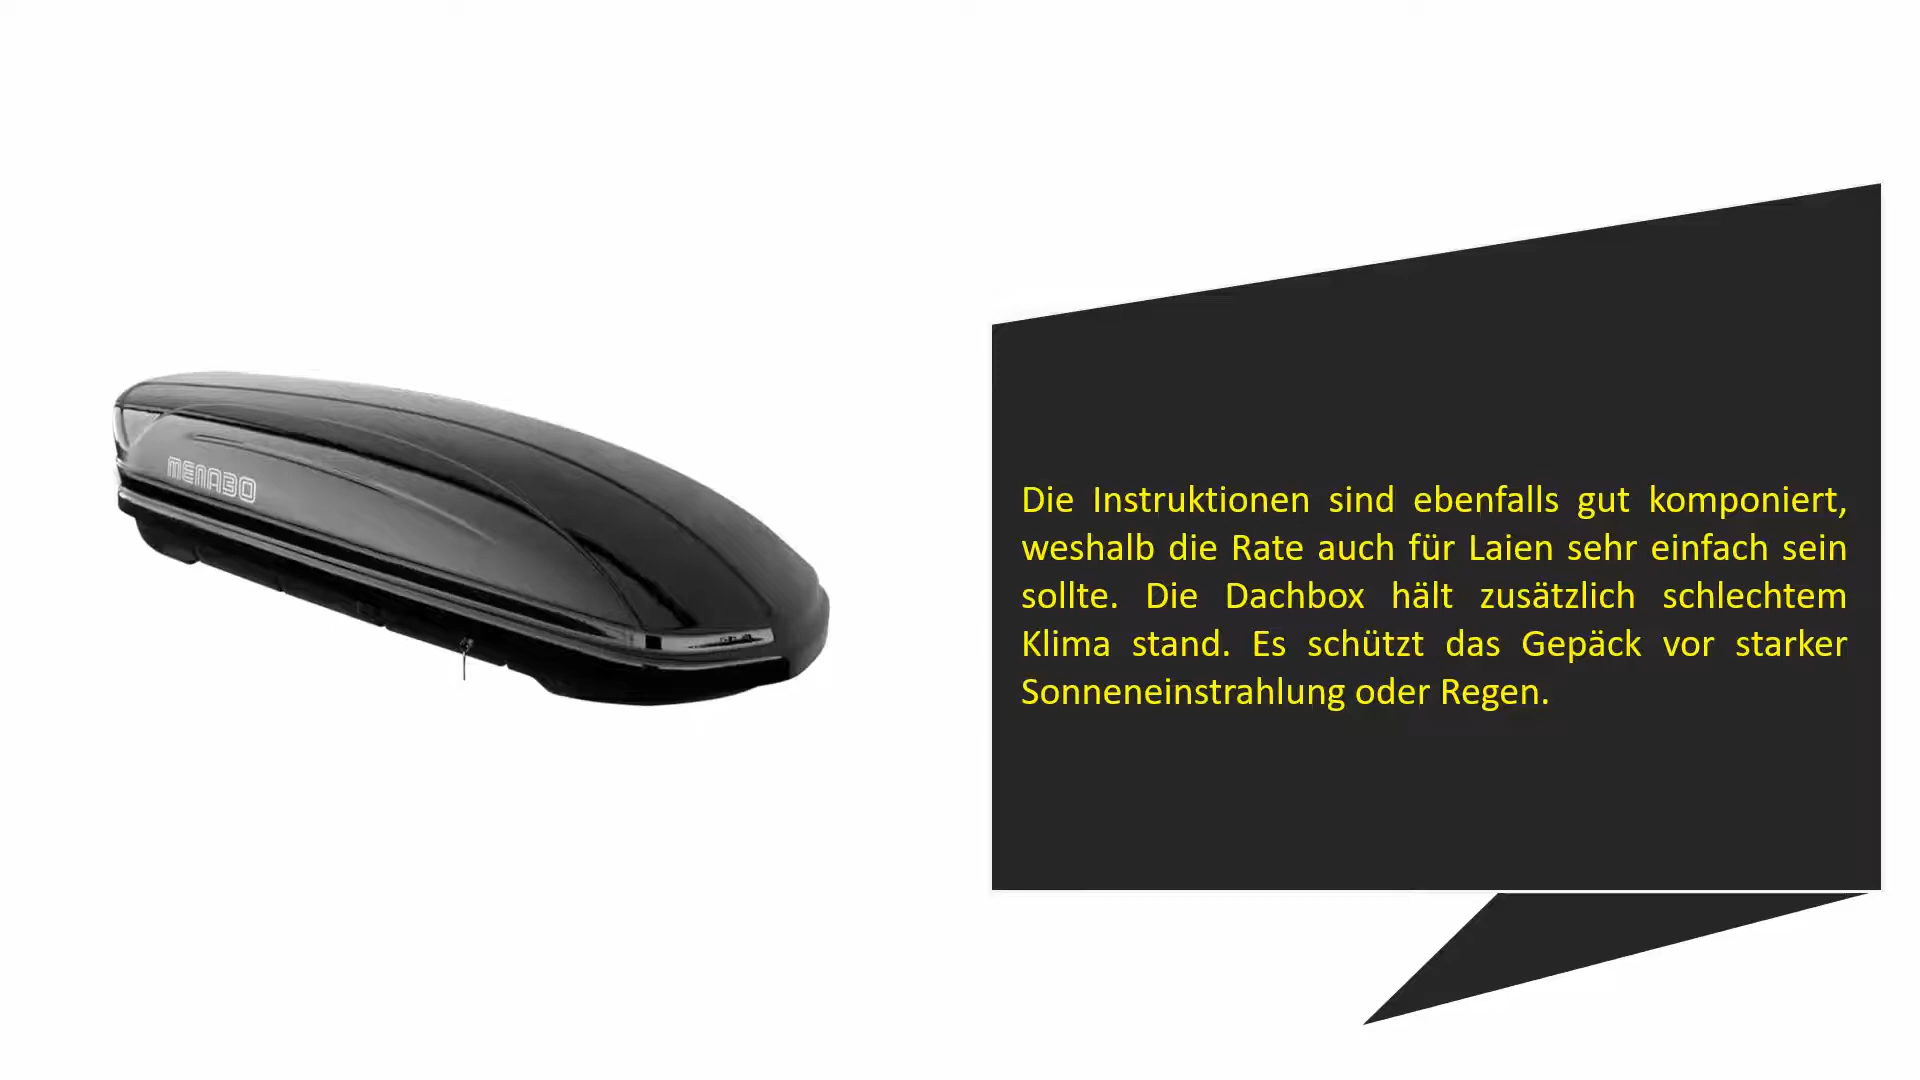 MENABO
Die Instruktionen sind ebenfalls gut komponiert,
weshalb die Rate auch für Laien sehr einfach sein
sollte. Die Dachbox hält zusätzlich schlechtem
Klima stand. Es schützt das Gepäck vor starker
Sonneneinstrahlung oder Regen.